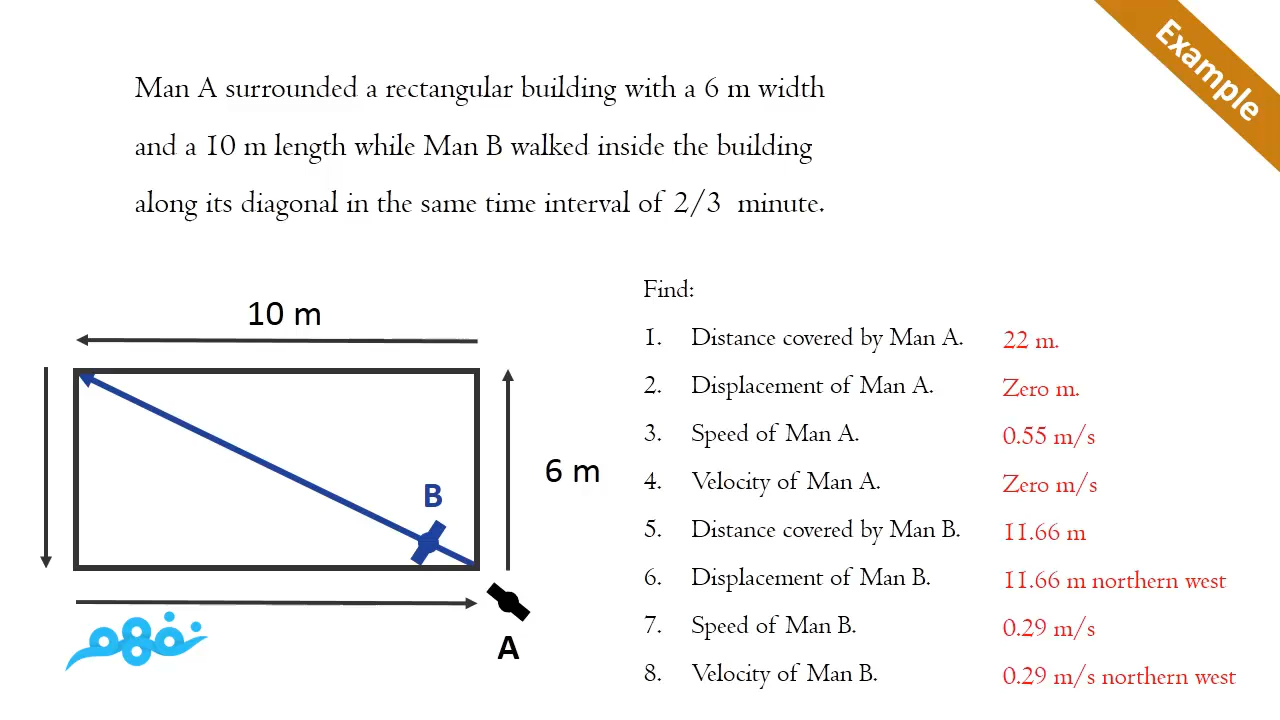 Example
Man A surrounded a rectangular building with a 6 m width
and a 10 m length while Man B walked inside the building
along its diagonal in the same time interval of 2/3 minute.
10 m
6 m
B
A
نفهم
Find:
1. Distance covered by Man A. 22 m.
2. Displacement of Man A. Zero m.
3. Speed of Man A. 0.55 m/s
4. Velocity of Man A. Zero m/s
5. Distance covered by Man B. 11.66 m
6. Displacement of Man B. 11.66 m northern west
7. Speed of Man B. 0.29 m/s
8. Velocity of Man B. 0.29 m/s northern west